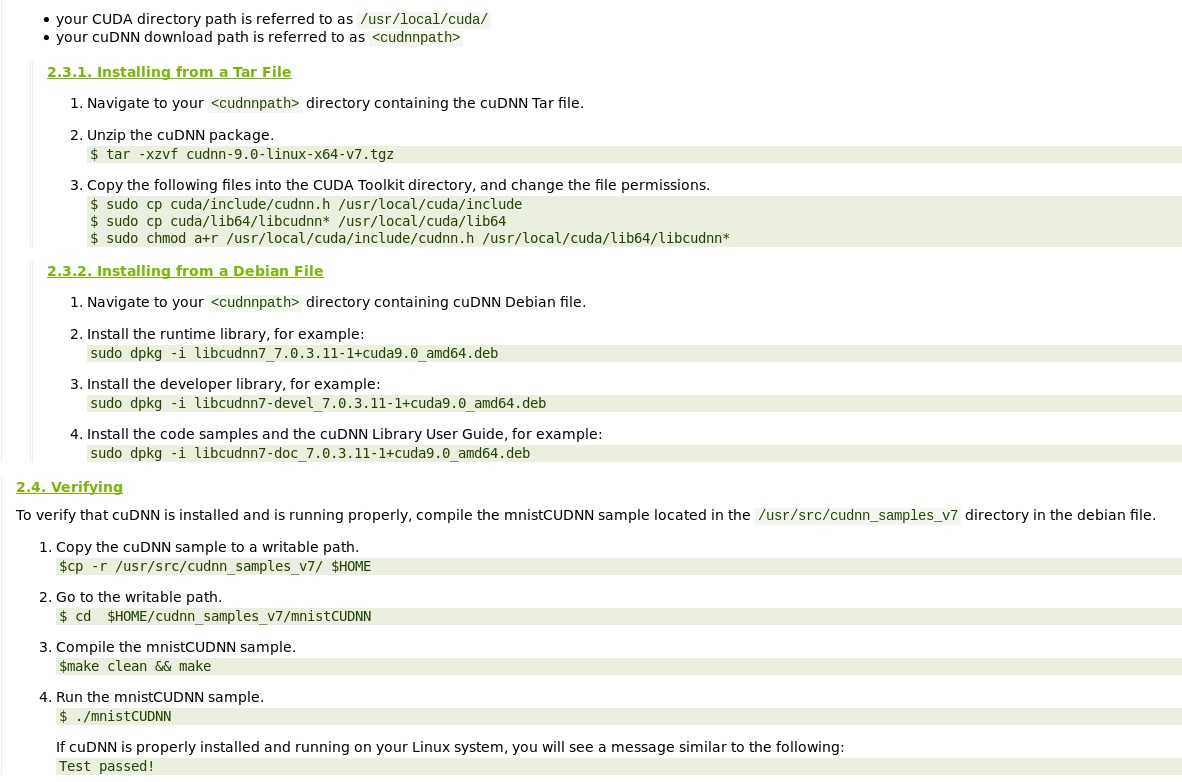 • your CUDA directory path is referred to as /usr/local/cuda/
• your cuDNN download path is referred to as <cudnnpath>
2.3.1. Installing from a Tar File
1. Navigate to your <cudnnpath> directory containing the cuDNN Tar file.
2. Unzip the cuDNN package.
$ tar -xzvf cudnn-9.0-linux-x64-v7.tgz
3. Copy the following files into the CUDA Toolkit directory, and change the file permissions.
$ sudo cp cuda/include/cudnn.h /usr/local/cuda/include
$ sudo cp cuda/lib64/libcudnn* /usr/local/cuda/lib64
$ sudo chmod a+r /usr/local/cuda/include/cudnn.h /usr/local/cuda/lib64/libcudnn*
2.3.2. Installing from a Debian File
1. Navigate to your <cudnnpath> directory containing cuDNN Debian file.
2. Install the runtime library, for example:
sudo dpkg -i libcudnn7_7.0.3.11-1+cuda9.0_amd64.deb
3. Install the developer library, for example:
sudo dpkg -i libcudnn7-devel_7.0.3.11-1+cuda9.0_amd64.deb
4. Install the code samples and the cuDNN Library User Guide, for example:
sudo dpkg -i libcudnn7-doc_7.0.3.11-1+cuda9.0_amd64.deb
2.4. Verifying
To verify that cuDNN is installed and is running properly, compile the mnistCUDNN sample located in the /usr/src/cudnn_samples_v7 directory in the debian file.
1. Copy the cuDNN sample to a writable path.
$cp -r /usr/src/cudnn_samples_v7/ $HOME
2. Go to the writable path.
$ cd  $HOME/cudnn_samples_v7/mnistCUDNN
3. Compile the mnistCUDNN sample.
$make clean && make
4. Run the mnistCUDNN sample.
$ ./mnistCUDNN
If cuDNN is properly installed and running on your Linux system, you will see a message similar to the following:
Test passed!